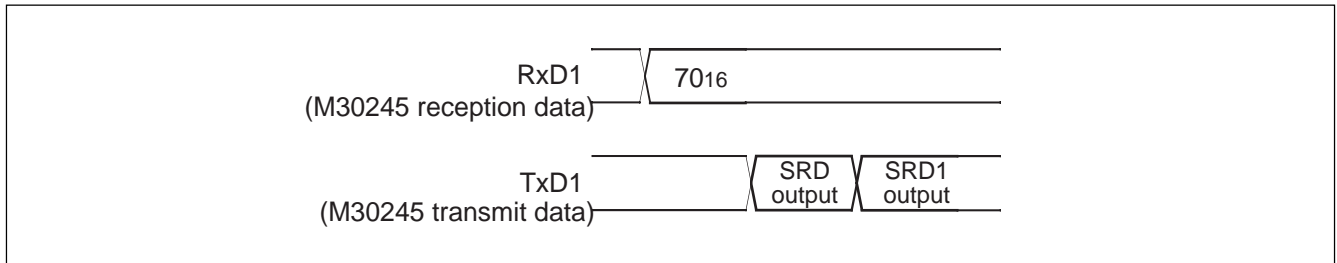 RxD1
(M30245 reception data)
7016
TxD1
(M30245 transmit data)
SRD
output
SRD1
output